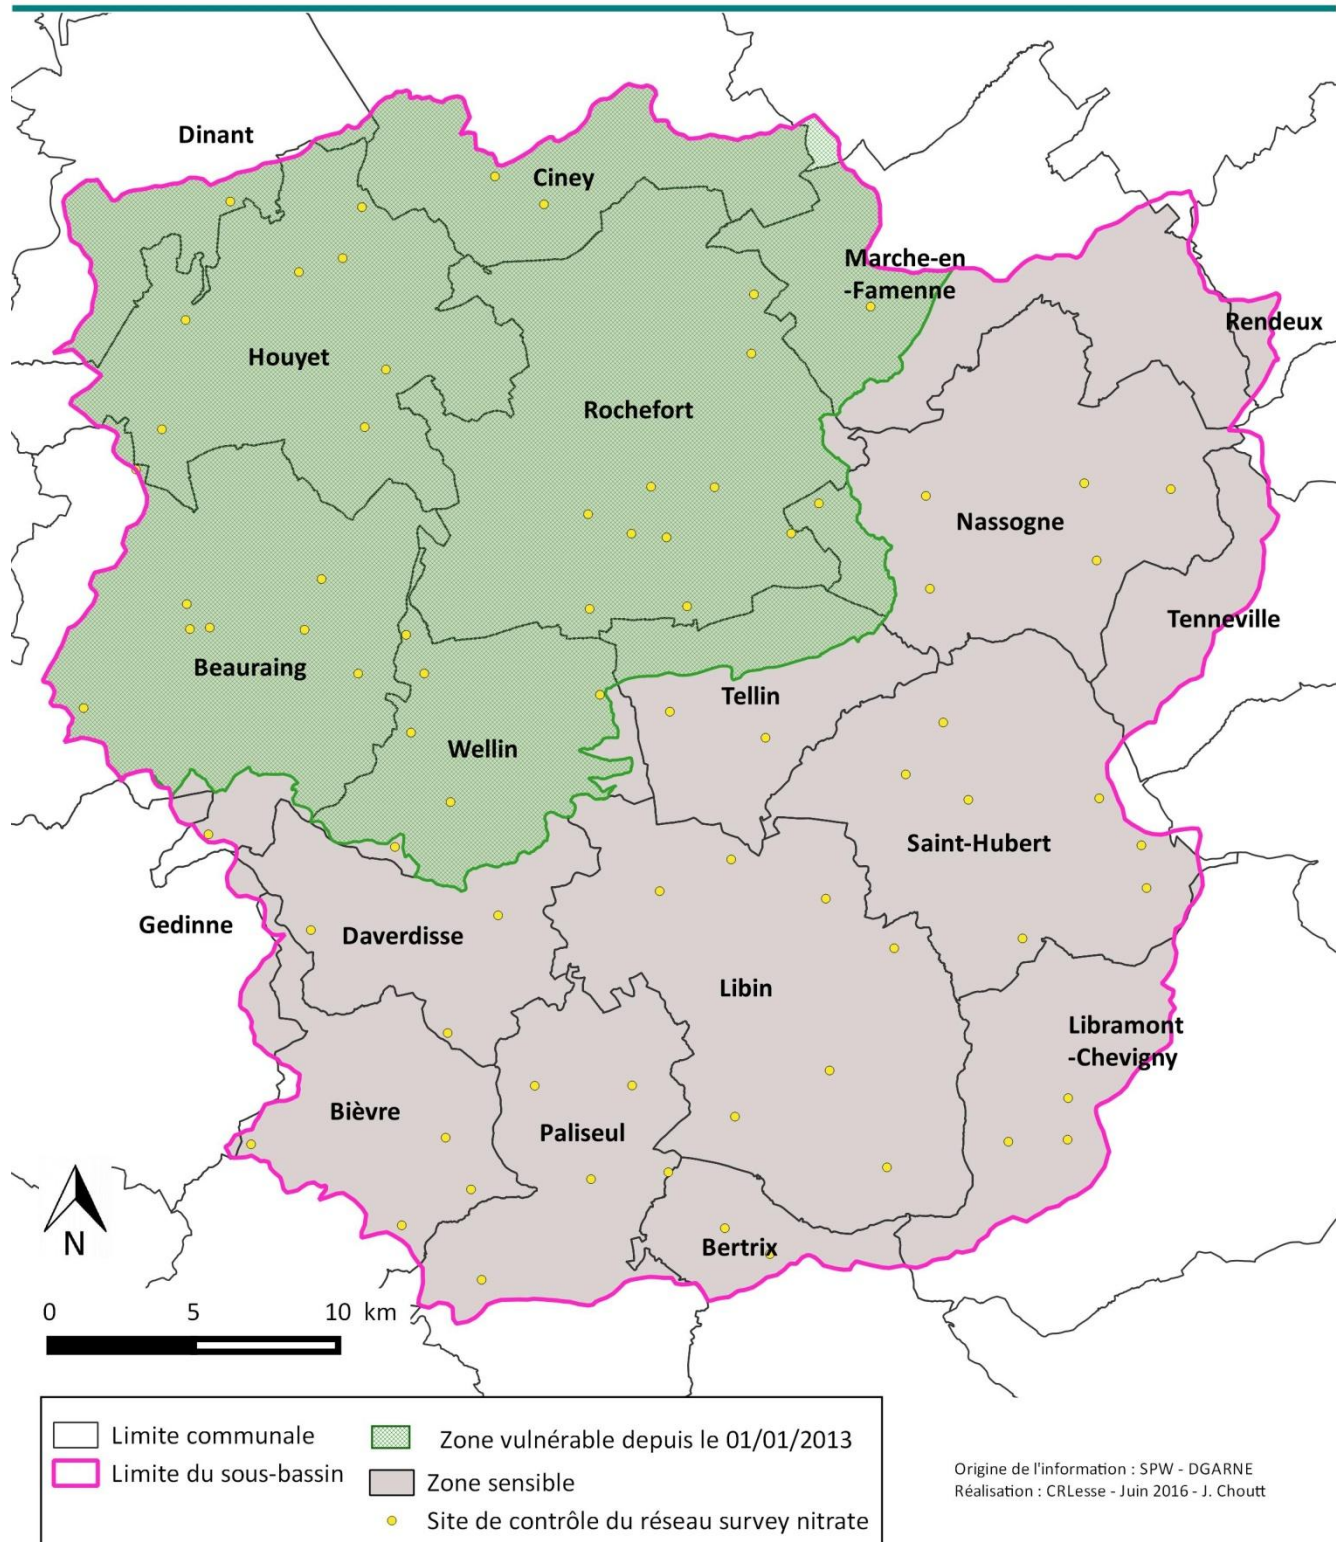 Dinant
Ciney
Marche-en
-Famenne
Rendeux
Houyet
Rochefort
Nassogne
Tenneville
Beauraing
Tellin
Wellin
Saint-Hubert
Gedinne
Daverdisse
Libin
Libramont
-Chevigny
Bièvre
Paliseul
Bertrix
N
0 5 10 km
Limite communale
Limite du sous-bassin
Zone vulnérable depuis le 01/01/2013
Zone sensible
Site de contrôle du réseau survey nitrate
Origine de l'information : SPW - DGARNE
Réalisation : CRLesse - Juin 2016 - J. Choutt